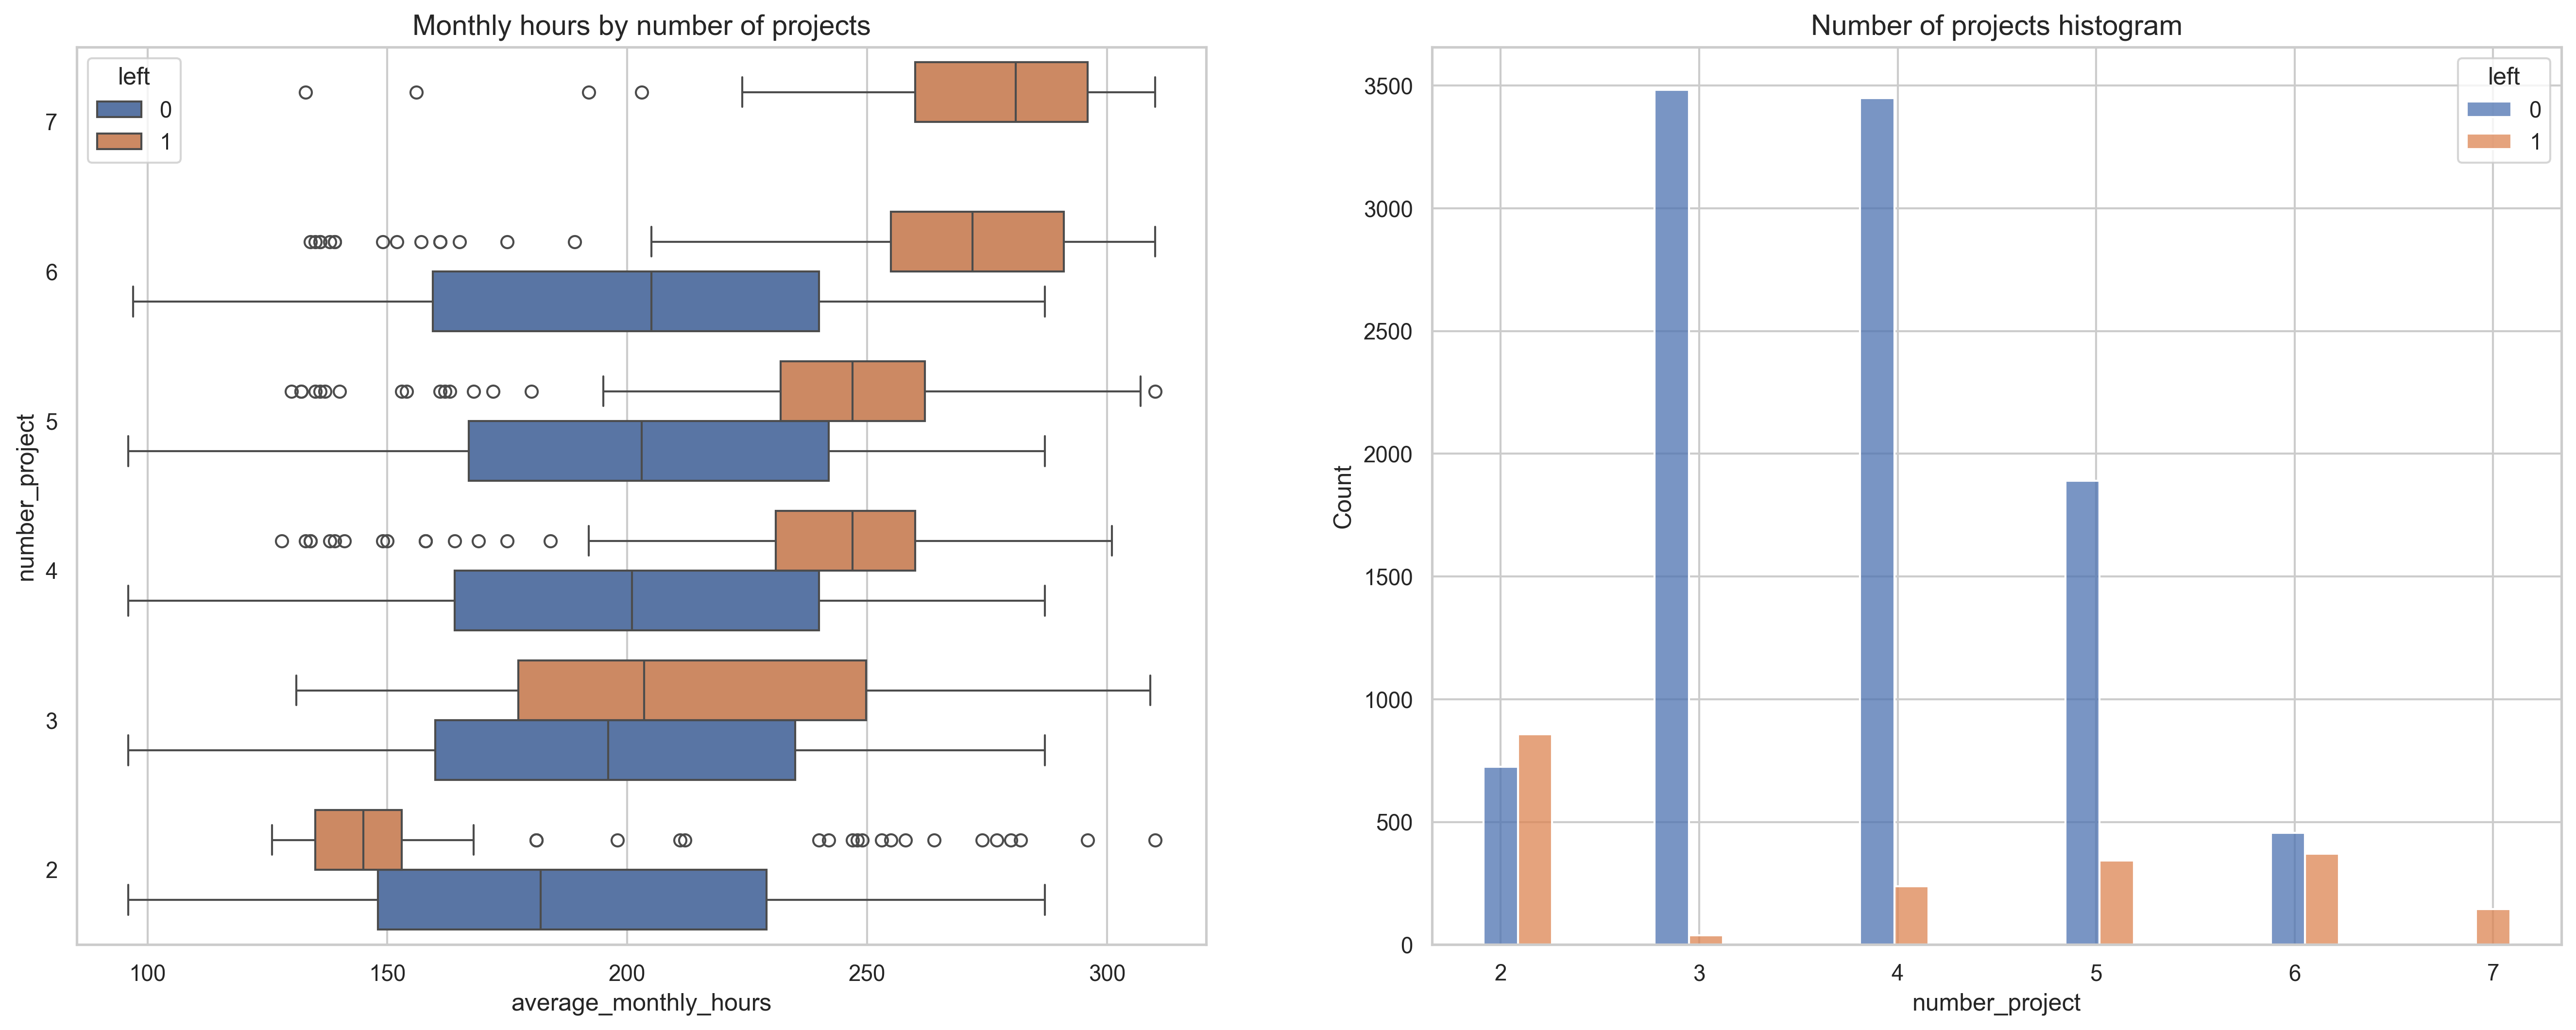 Monthly hours by number of projects
left
0
1
7
6
5
4
3
2
number_project
100 150 200 250 300
average_monthly_hours
Number of projects histogram
left
0
1
3500
3000
2500
2000
1500
1000
500
0
Count
2 3 4 5 6 7
number_project